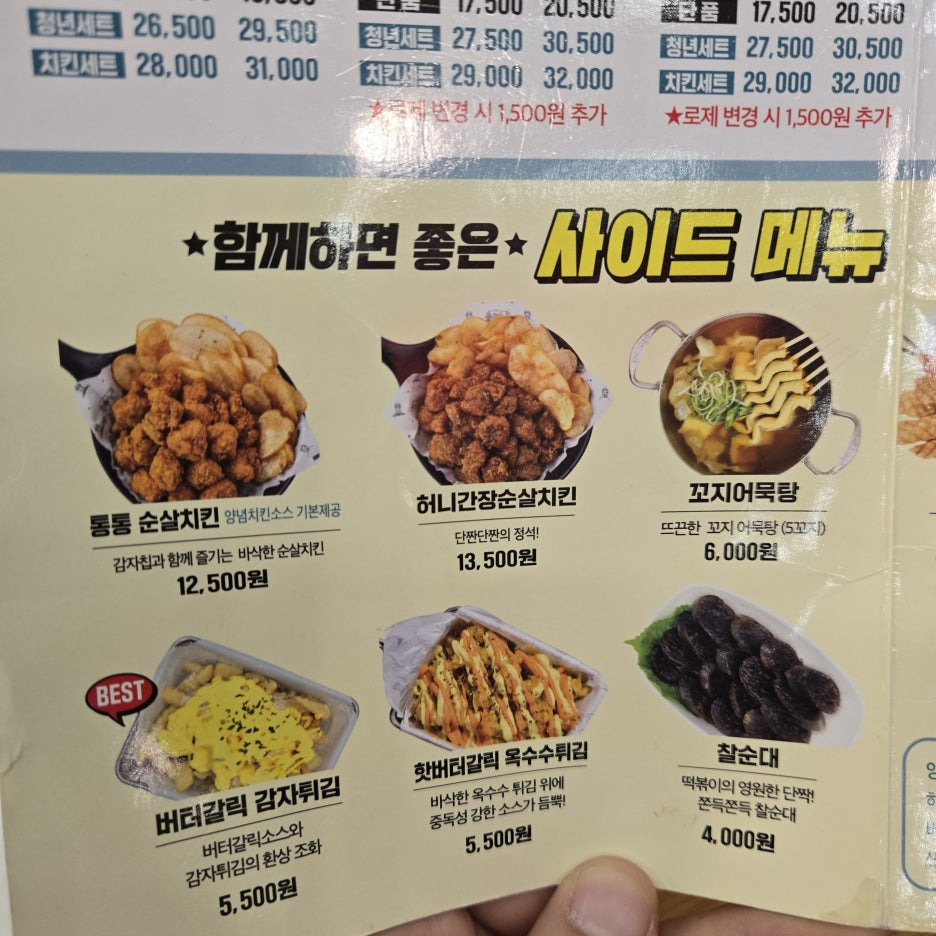 단품 17,500 20,500
단품 17,500 20,500
청년세트 26,500 29,500
청년세트 27,500 30,500
청년세트 27,500 30,500
치킨세트 28,000 31,000
치킨세트 29,000 32,000
치킨세트 29,000 32,000
★로제 변경 시 1,500원 추가
★로제 변경 시 1,500원 추가
★함께하면 좋은★ 사이드 메뉴
통통 순살치킨 양념치킨소스 기본제공
감자칩과 함께 즐기는 바삭한 순살치킨
12,500원
허니간장순살치킨
단짠단짠의 정석!
13,500원
꼬지어묵탕
뜨끈한 꼬지 어묵탕 (5꼬지)
6,000원
BEST
버터갈릭 감자튀김
버터갈릭소스와
감자튀김의 환상 조화
5,500원
핫버터갈릭 옥수수튀김
바삭한 옥수수 튀김 위에
중독성 강한 소스가 듬뿍!
5,500원
찰순대
떡볶이의 영원한 단짝!
쫀득쫀득 찰순대
4,000원